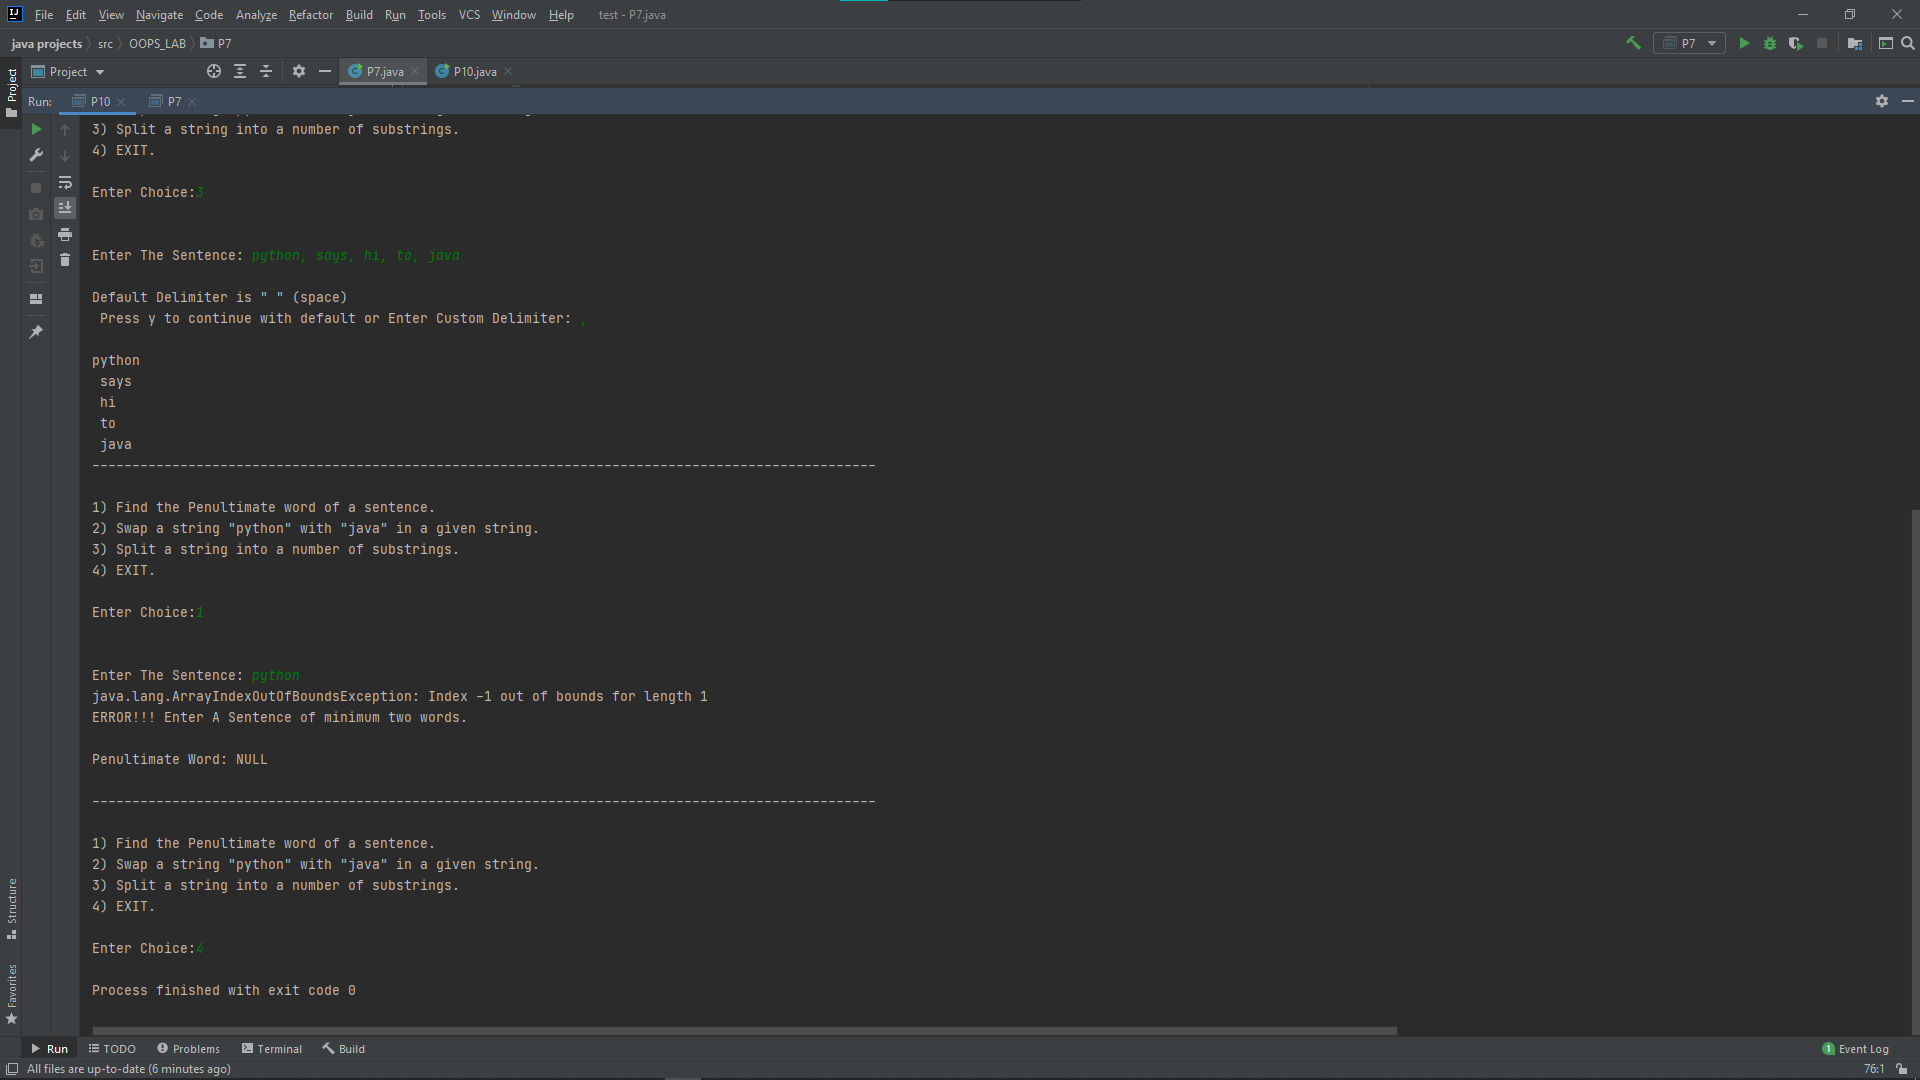 File Edit View Navigate Code Analyze Refactor Build Run Tools VCS Window Help test - P7.java
java projects src OOPS_LAB P7 P7
Project P7.java P10.java
Project
Run: P10 P7
3) Split a string into a number of substrings.
4) EXIT.
Enter Choice:3
Enter The Sentence: python, says, hi, to, java
Default Delimiter is " " (space)
Press y to continue with default or Enter Custom Delimiter: ,
python
says
hi
to
java
--------------------------------------------------------------------------------------------------
1) Find the Penultimate word of a sentence.
2) Swap a string "python" with "java" in a given string.
3) Split a string into a number of substrings.
4) EXIT.
Enter Choice:1
Enter The Sentence: python
java.lang.ArrayIndexOutOfBoundsException: Index -1 out of bounds for length 1
ERROR!!! Enter A Sentence of minimum two words.
Penultimate Word: NULL
--------------------------------------------------------------------------------------------------
1) Find the Penultimate word of a sentence.
2) Swap a string "python" with "java" in a given string.
3) Split a string into a number of substrings.
4) EXIT.
Enter Choice:4
Process finished with exit code 0
Structure
Favorites
Run TODO Problems Terminal Build 1 Event Log
All files are up-to-date (6 minutes ago) 76:1